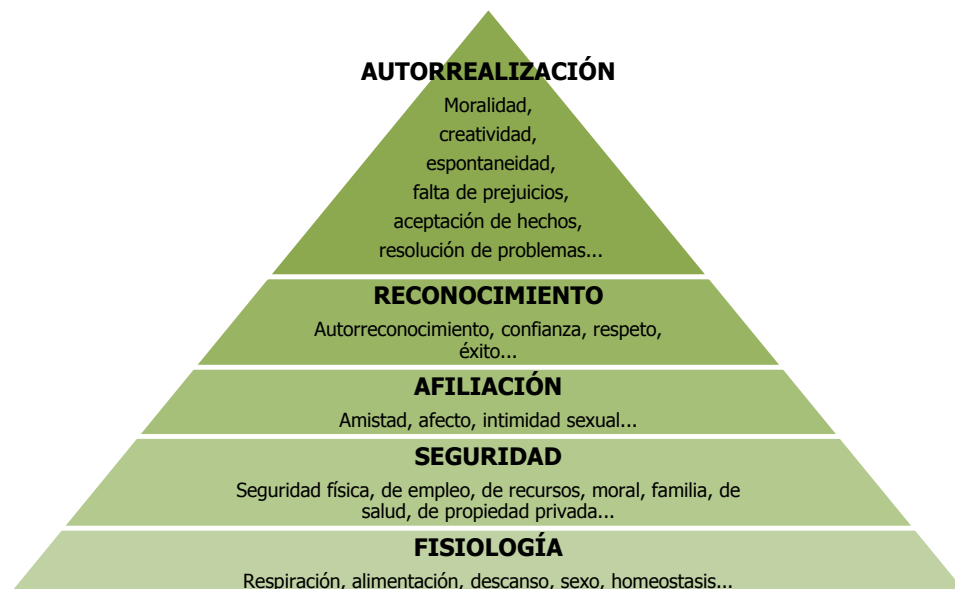 AUTORREALIZACIÓN
Moralidad,
creatividad,
espontaneidad,
falta de prejuicios,
aceptación de hechos,
resolución de problemas...
RECONOCIMIENTO
Autorreconocimiento, confianza, respeto,
éxito...
AFILIACIÓN
Amistad, afecto, intimidad sexual...
SEGURIDAD
Seguridad física, de empleo, de recursos, moral, familia, de
salud, de propiedad privada...
FISIOLOGÍA
Respiración, alimentación, descanso, sexo, homeostasis...